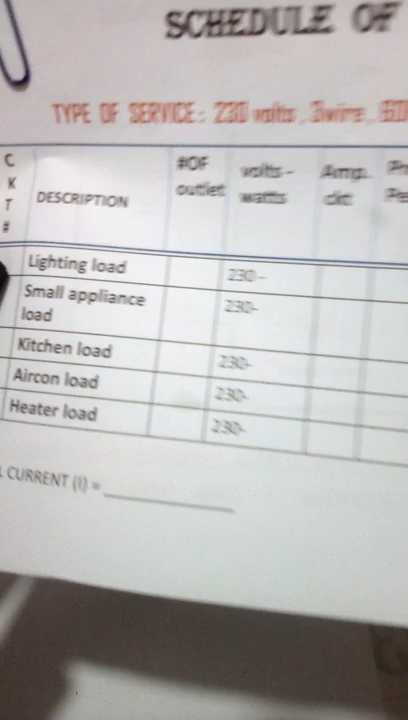 SCHEDULE OF
TYPE OF SERVICE: 230 volts, 3wire, 60
C K T # DESCRIPTION #OF outlet volts - watts Amp. ckt
Lighting load 230-
Small appliance load 230-
Kitchen load 230-
Aircon load 230-
Heater load 230-
CURRENT (I) =